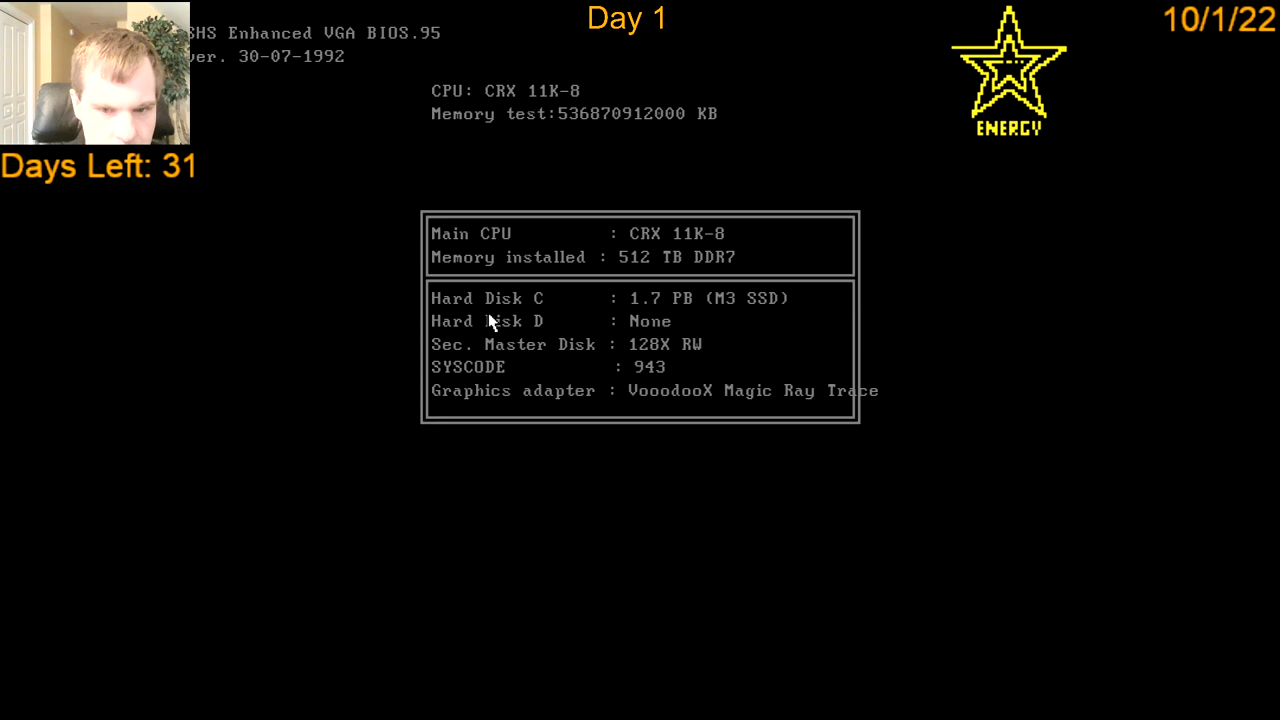 Day 1
10/1/22
SHS Enhanced VGA BIOS.95
ver. 30-07-1992
CPU: CRX 11K-8
Memory test:536870912000 KB
ENERGY
Days Left: 31
Main CPU : CRX 11K-8
Memory installed : 512 TB DDR7
Hard Disk C : 1.7 PB (M3 SSD)
Hard Disk D : None
Sec. Master Disk : 128X RW
SYSCODE : 943
Graphics adapter : VooodooX Magic Ray Trace